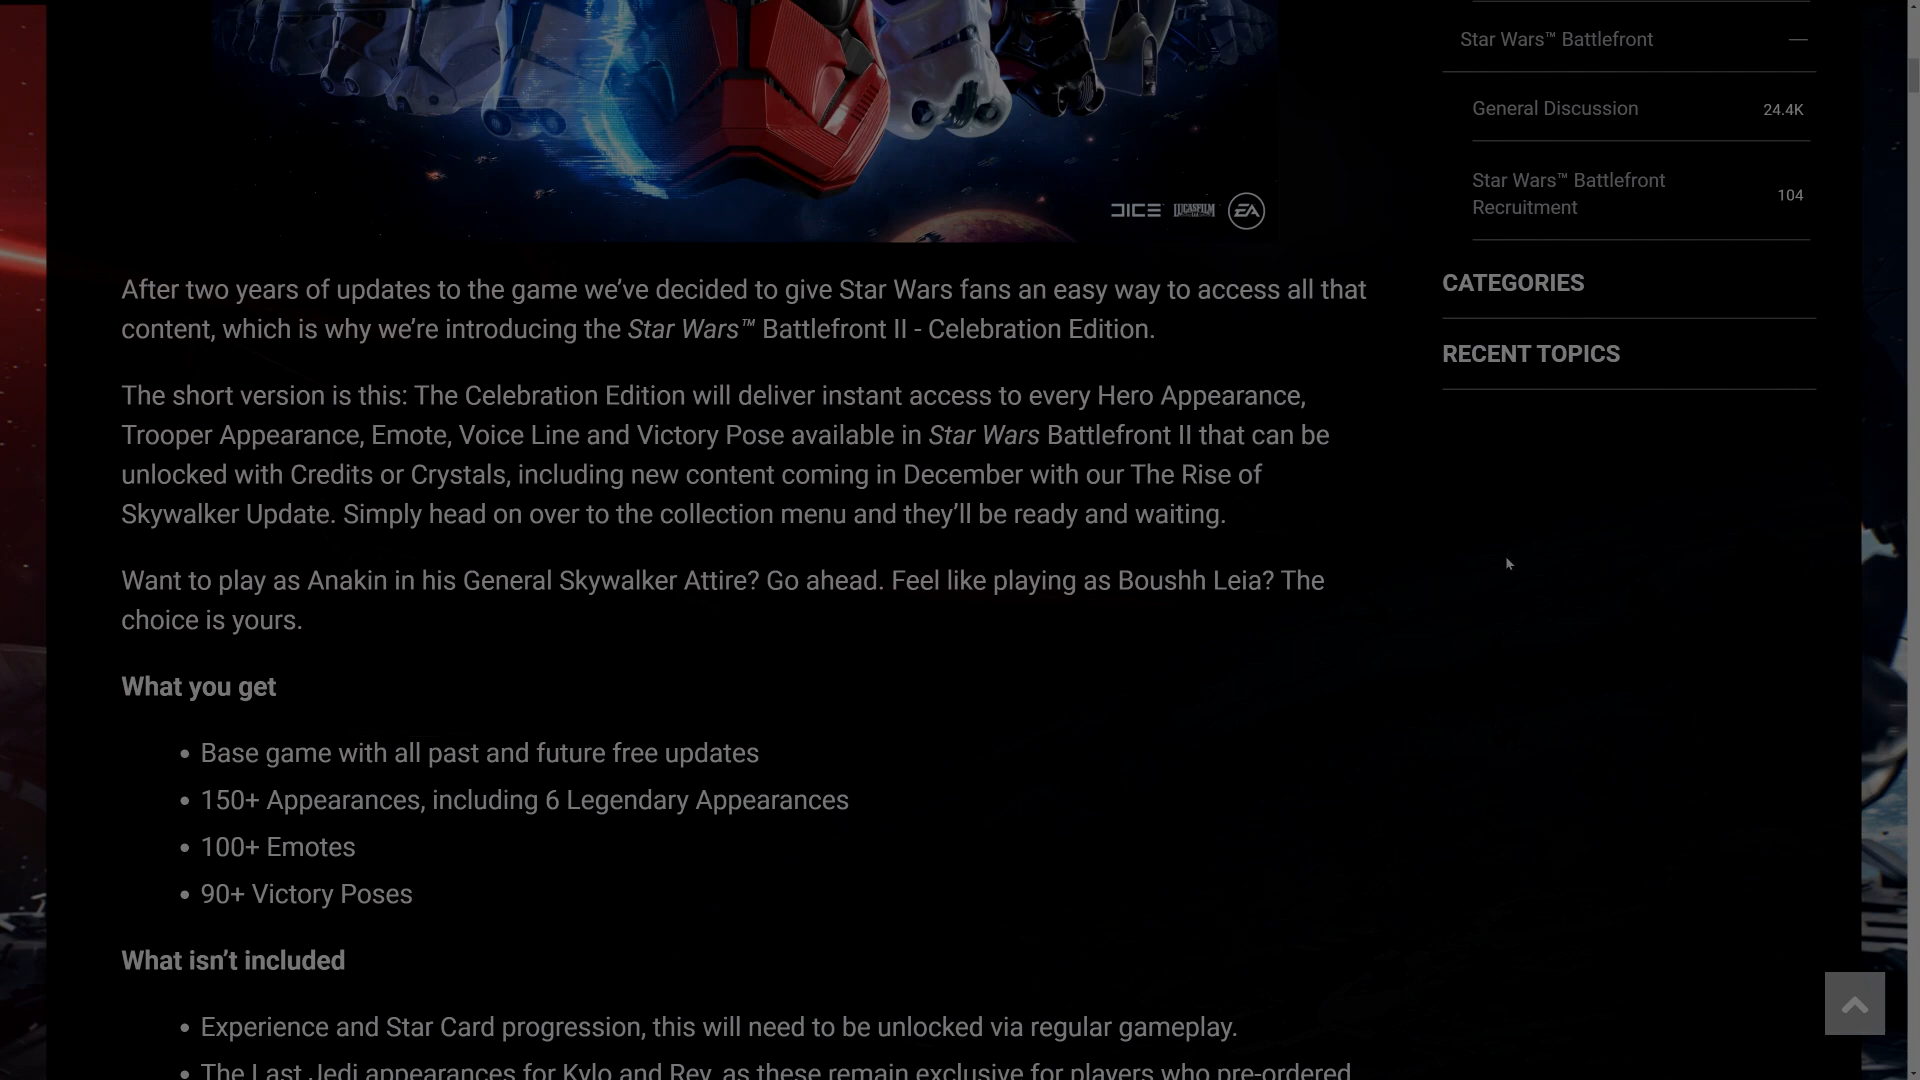 Star Wars™ Battlefront —
General Discussion 24.4K
Star Wars™ Battlefront
Recruitment 104
CATEGORIES
RECENT TOPICS
DICE LUCASFILM EA
After two years of updates to the game we’ve decided to give Star Wars fans an easy way to access all that
content, which is why we’re introducing the Star Wars™ Battlefront II - Celebration Edition.
The short version is this: The Celebration Edition will deliver instant access to every Hero Appearance,
Trooper Appearance, Emote, Voice Line and Victory Pose available in Star Wars Battlefront II that can be
unlocked with Credits or Crystals, including new content coming in December with our The Rise of
Skywalker Update. Simply head on over to the collection menu and they’ll be ready and waiting.
Want to play as Anakin in his General Skywalker Attire? Go ahead. Feel like playing as Boushh Leia? The
choice is yours.
What you get
• Base game with all past and future free updates
• 150+ Appearances, including 6 Legendary Appearances
• 100+ Emotes
• 90+ Victory Poses
What isn’t included
• Experience and Star Card progression, this will need to be unlocked via regular gameplay.
• The Last Jedi appearances for Kylo and Rey, as these remain exclusive for players who pre-ordered